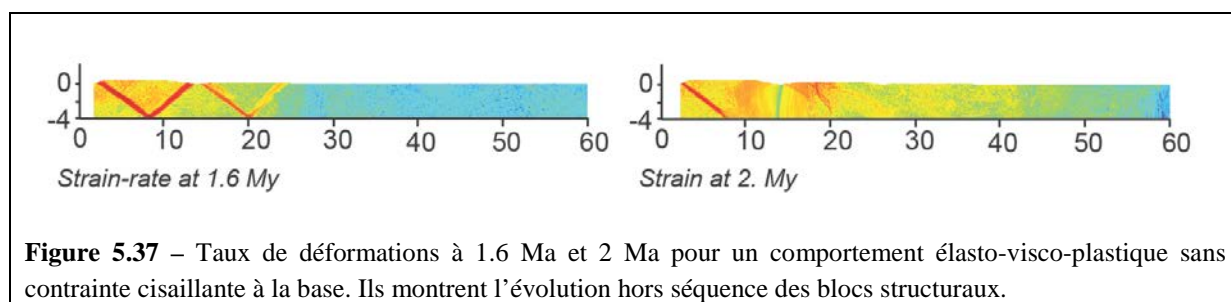 0 0
-4 -4
0 10 20 30 40 50 60 0 10 20 30 40 50 60
Strain-rate at 1.6 My Strain at 2. My
Figure 5.37 – Taux de déformations à 1.6 Ma et 2 Ma pour un comportement élasto-visco-plastique sans
contrainte cisaillante à la base. Ils montrent l’évolution hors séquence des blocs structuraux.